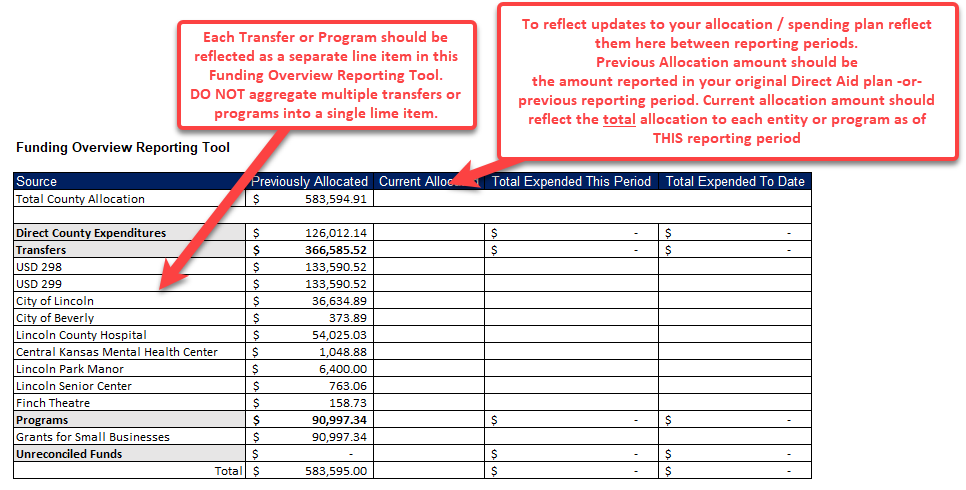 Each Transfer or Program should be
reflected as a separate line item in this
Funding Overview Reporting Tool.
DO NOT aggregate multiple transfers or
programs into a single lime item.
To reflect updates to your allocation / spending plan reflect
them here between reporting periods.
Previous Allocation amount should be
the amount reported in your original Direct Aid plan -or-
previous reporting period. Current allocation amount should
reflect the total allocation to each entity or program as of
THIS reporting period
Funding Overview Reporting Tool
Source Previously Allocated Current Total Expended This Period Total Expended To Date
Total County Allocation $ 583,594.91
Direct County Expenditures $ 126,012.14 $ - $ -
Transfers $ 366,585.52 $ - $ -
USD 298 $ 133,590.52
USD 299 $ 133,590.52
City of Lincoln $ 36,634.89
City of Beverly $ 373.89
Lincoln County Hospital $ 54,025.03
Central Kansas Mental Health Center $ 1,048.88
Lincoln Park Manor $ 6,400.00
Lincoln Senior Center $ 763.06
Finch Theatre $ 158.73
Programs $ 90,997.34 $ - $ -
Grants for Small Businesses $ 90,997.34
Unreconciled Funds $ - $ - $ -
Total $ 583,595.00 $ - $ -